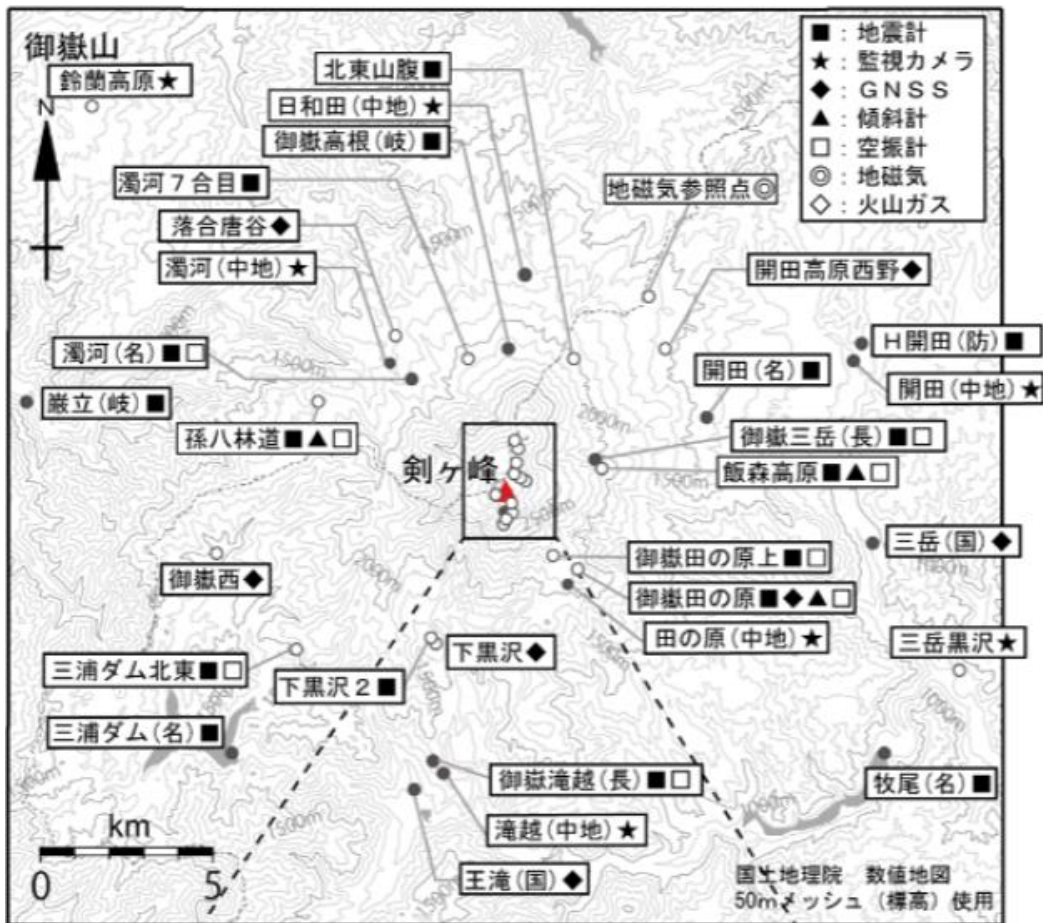 御嶽山
鈴蘭高原★
N
北東山腹■
日和田(中地)★
御嶽高根(岐)■
濁河7合目■
落合唐谷◆
濁河(中地)★
地磁気参照点◎
■:地震計
★:監視カメラ
◆:GNSS
▲:傾斜計
□:空振計
◎:地磁気
◇:火山ガス
開田高原西野◆
濁河(名)■□
H開田(防)■
開田(名)■
開田(中地)★
巌立(岐)■
孫八林道■▲□
御嶽三岳(長)■□
剣ヶ峰
飯森高原■▲□
三岳(国)◆
御嶽田の原上■□
御嶽西◆
御嶽田の原■◆▲□
田の原(中地)★
三岳黒沢★
下黒沢◆
三浦ダム北東■□
下黒沢2■
三浦ダム(名)■
御嶽滝越(長)■□
牧尾(名)■
滝越(中地)★
王滝(国)◆
km
0
5
国土地理院 数値地図
50mメッシュ(標高)使用
1500m
1500m
1500m
2000m
1500m
2000m
1500m
1500m
1000m